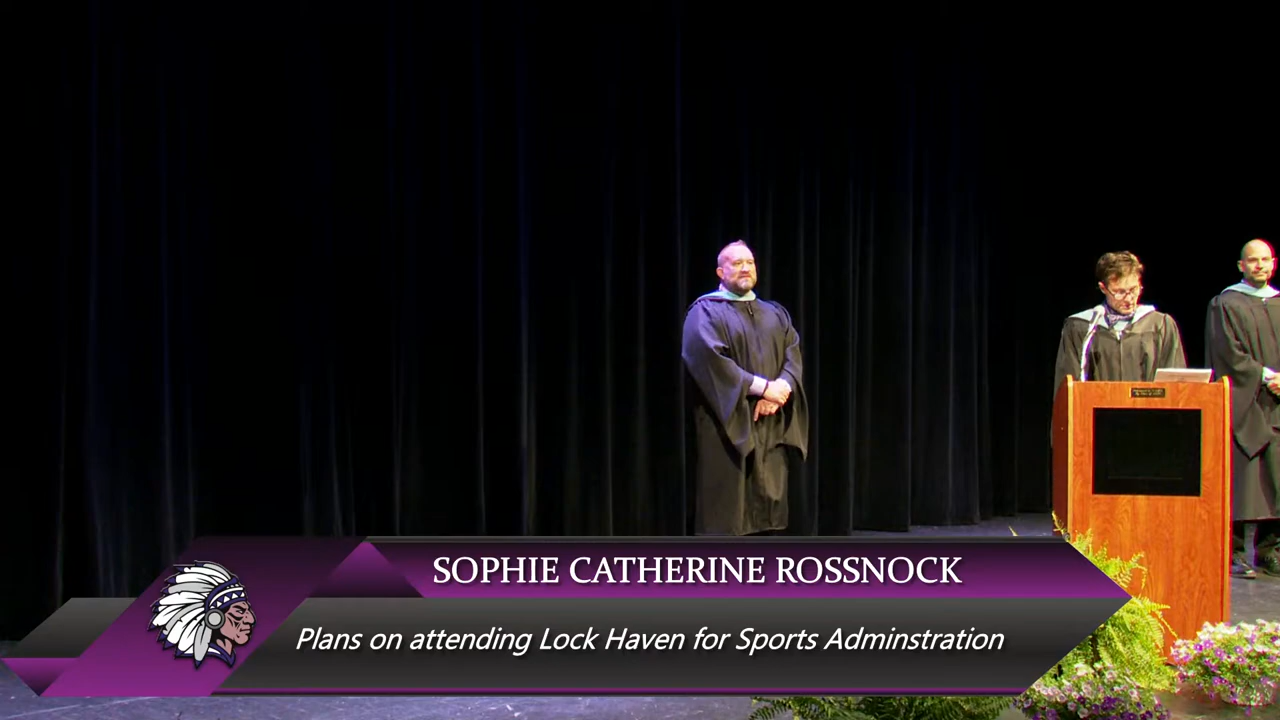 SOPHIE CATHERINE ROSSNOCK
Plans on attending Lock Haven for Sports Adminstration